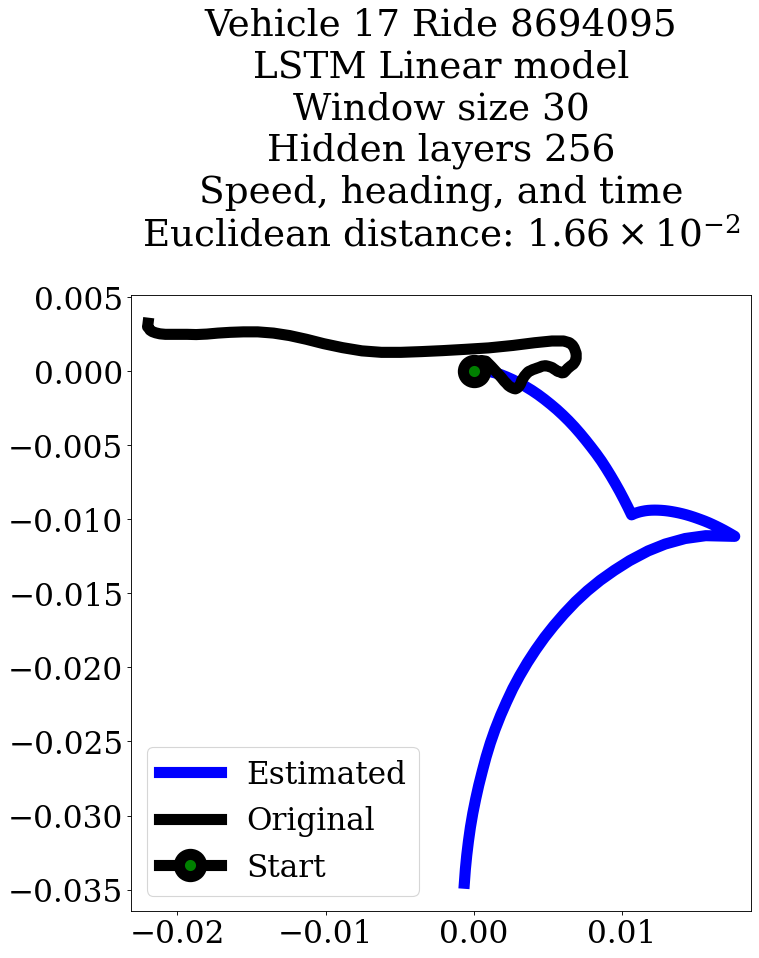 Vehicle 17 Ride 8694095
LSTM Linear model
Window size 30
Hidden layers 256
Speed, heading, and time
Euclidean distance: 1.66 × 10⁻²
0.005
0.000
−0.005
−0.010
−0.015
−0.020
−0.025
−0.030
−0.035
Estimated
Original
Start
−0.02
−0.01
0.00
0.01